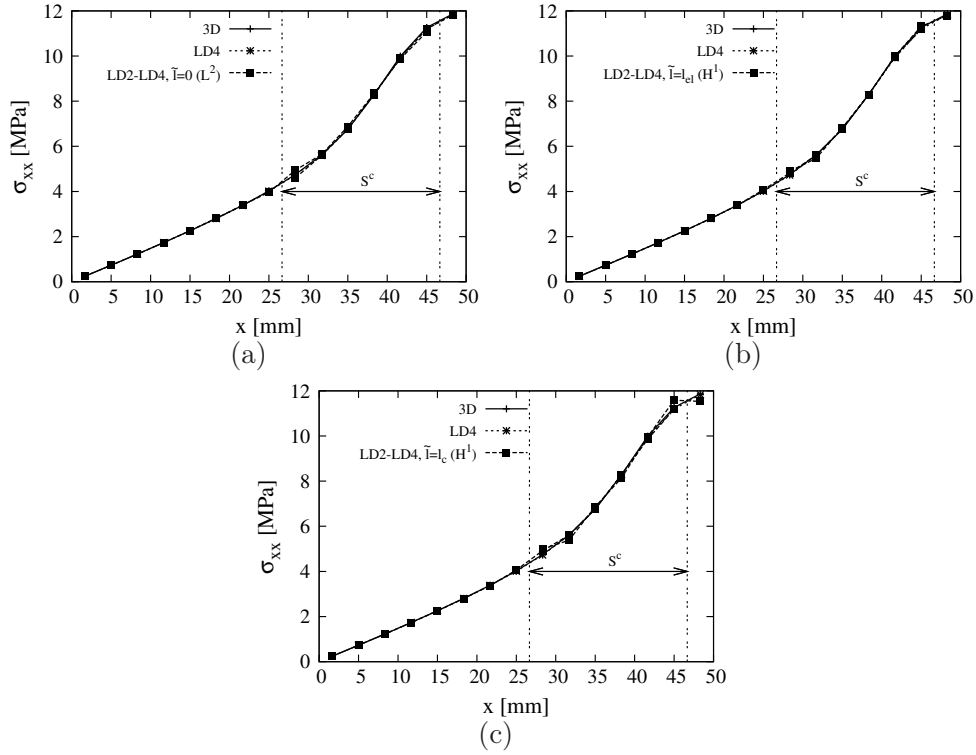 12
10
8
6
4
2
0
σxx [MPa]
3D
LD4
LD2-LD4, l̃=0 (L²)
Sᶜ
0 5 10 15 20 25 30 35 40 45 50
x [mm]
(a)
12
10
8
6
4
2
0
σxx [MPa]
3D
LD4
LD2-LD4, l̃=lel (H¹)
Sᶜ
0 5 10 15 20 25 30 35 40 45 50
x [mm]
(b)
12
10
8
6
4
2
0
σxx [MPa]
3D
LD4
LD2-LD4, l̃=lc (H¹)
Sᶜ
0 5 10 15 20 25 30 35 40 45 50
x [mm]
(c)